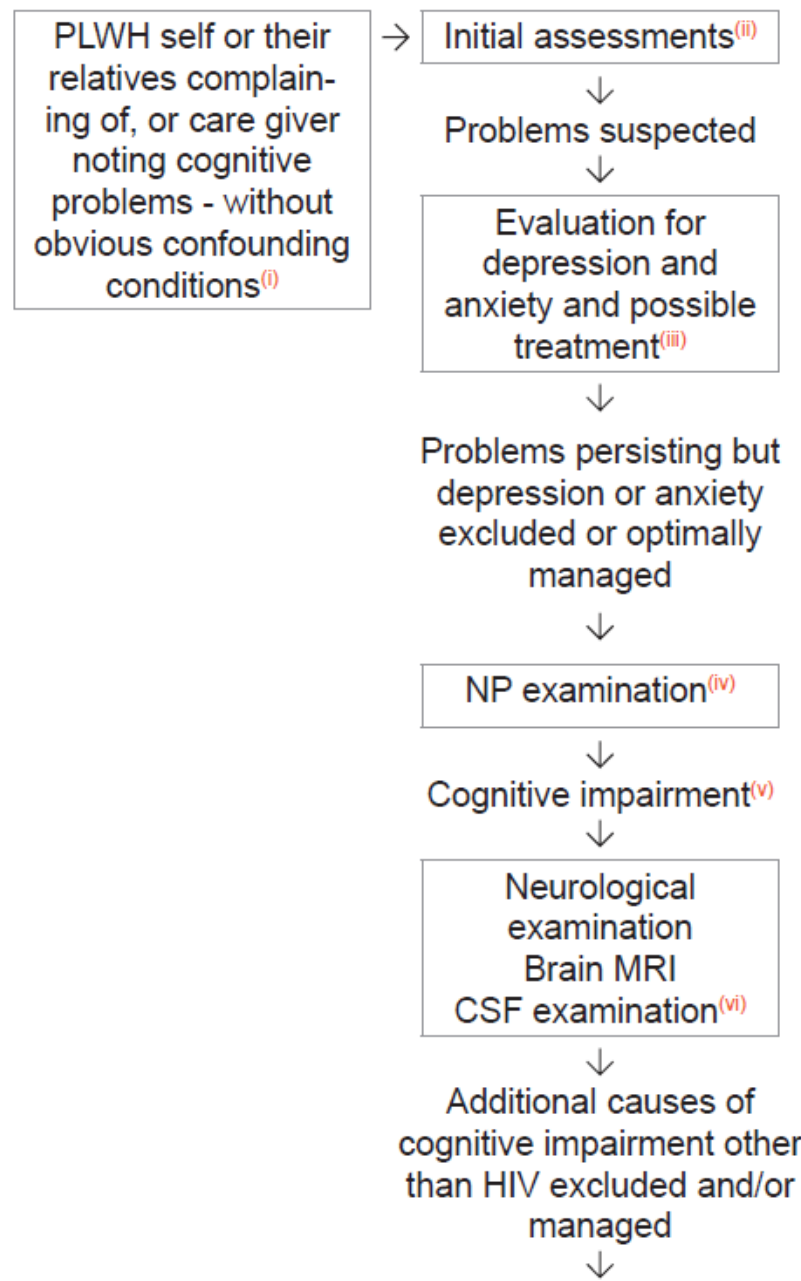 PLWH self or their
relatives complain-
ing of, or care giver
noting cognitive
problems - without
obvious confounding
conditions(i)
→
Initial assessments(ii)
↓
Problems suspected
↓
Evaluation for
depression and
anxiety and possible
treatment(iii)
↓
Problems persisting but
depression or anxiety
excluded or optimally
managed
↓
NP examination(iv)
↓
Cognitive impairment(v)
↓
Neurological
examination
Brain MRI
CSF examination(vi)
↓
Additional causes of
cognitive impairment other
than HIV excluded and/or
managed
↓